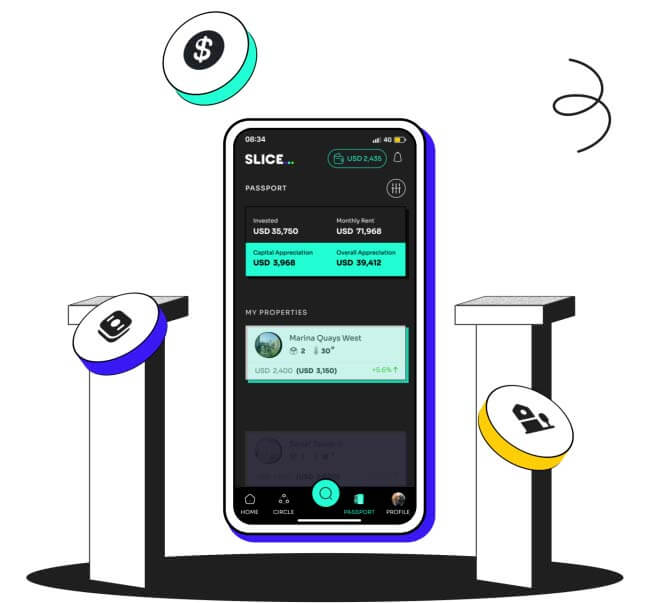 $
08:34
4G
SLICE
USD 2,435
PASSPORT
Invested Monthly Rent
USD 35,750 USD 71,968
Capital Appreciation Overall Appreciation
USD 3,968 USD 39,412
MY PROPERTIES
Marina Quays West
2 30°
USD 2,400 (USD 3,150) +5.6%↑
HOME CIRCLE PASSPORT PROFILE